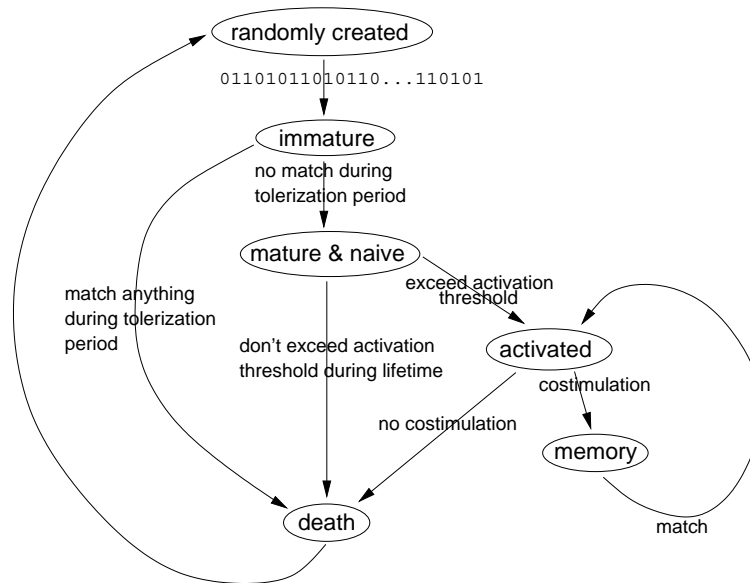 randomly created
01101011010110...110101
immature
no match during
tolerization period
mature & naive
exceed activation
threshold
match anything
during tolerization
period
don't exceed activation
threshold during lifetime
activated
costimulation
no costimulation
memory
death
match